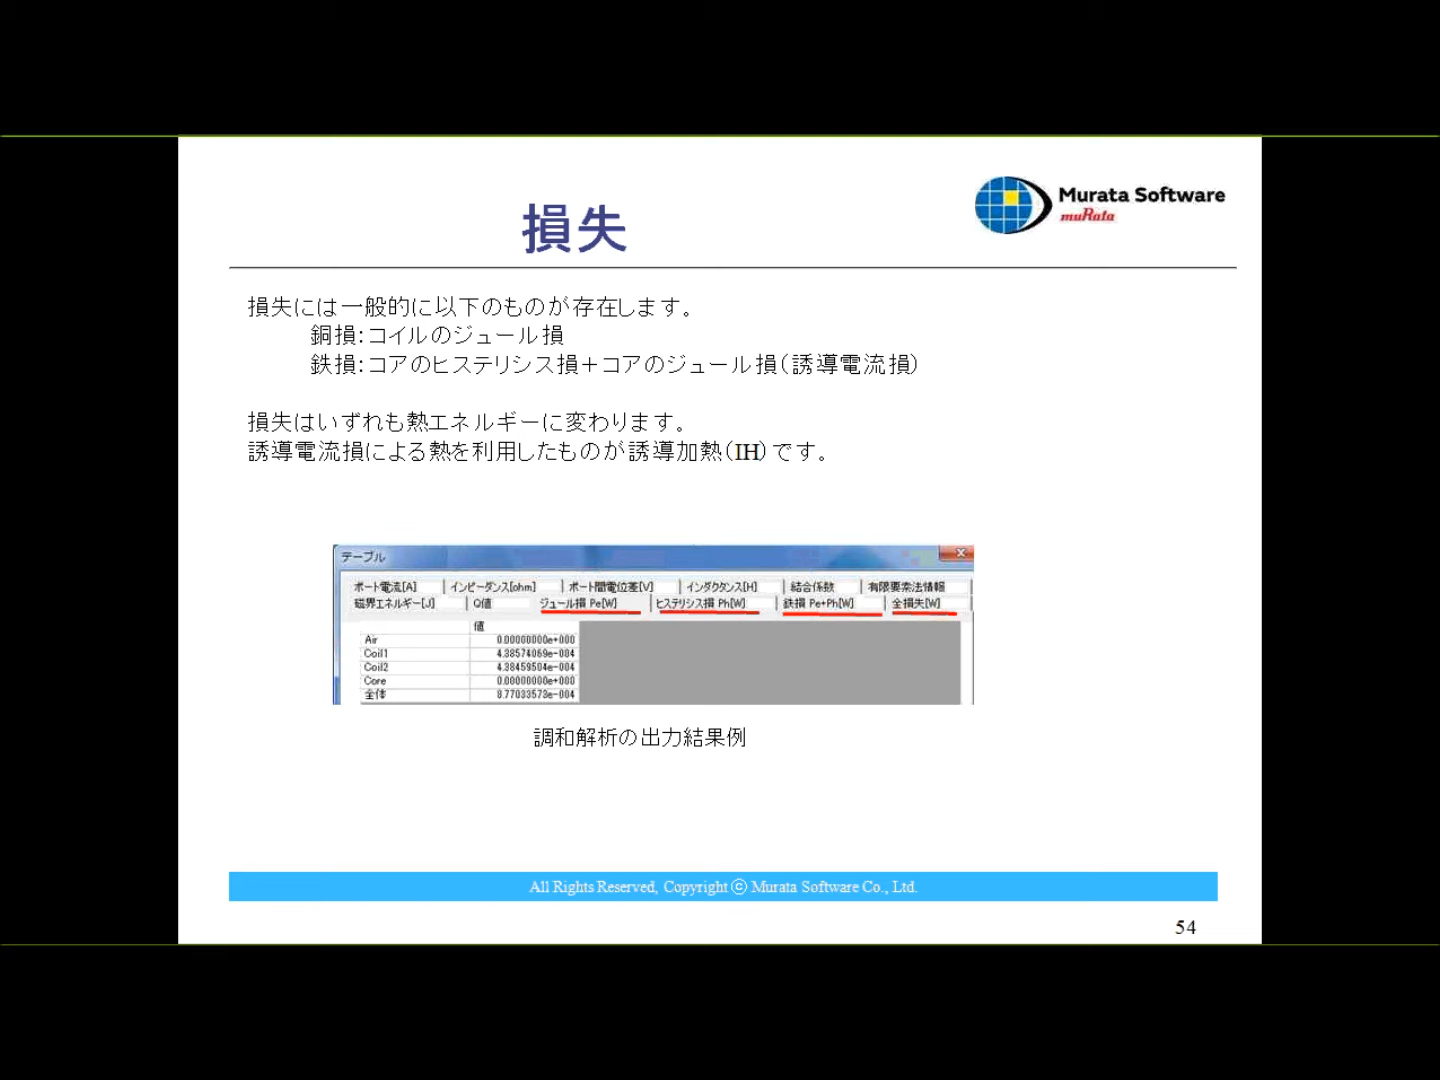 損失
Murata Software
muRata
損失には一般的に以下のものが存在します。
銅損：コイルのジュール損
鉄損：コアのヒステリシス損＋コアのジュール損（誘導電流損）
損失はいずれも熱エネルギーに変わります。
誘導電流損による熱を利用したものが誘導加熱（IH）です。
テーブル
ポート電流[A] インピーダンス[ohm] ポート間電位差[V] インダクタンス[H] 結合係数 有限要素法情報
磁界エネルギー[J] Q値 ジュール損 Pe[W] ヒステリシス損 Ph[W] 鉄損 Pe+Ph[W] 全損失[W]
値
Air 0.00000000e+000
Coil1 4.38574069e-004
Coil2 4.38459504e-004
Core 0.00000000e+000
全体 8.77033573e-004
調和解析の出力結果例
All Rights Reserved, Copyright ⓒ Murata Software Co., Ltd.
54